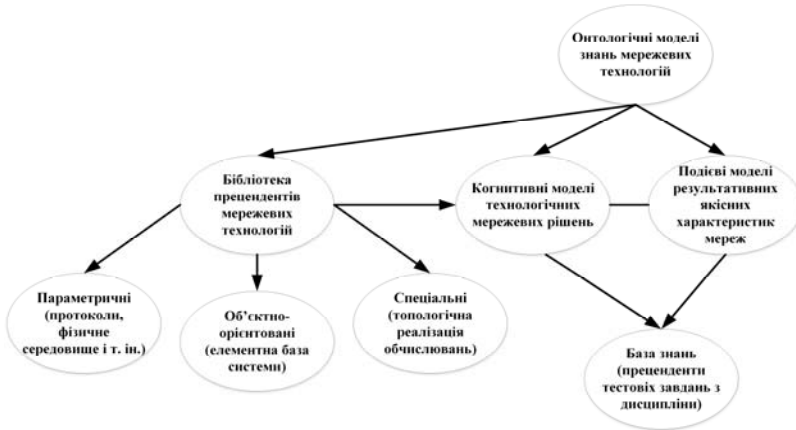 Онтологічні моделі
знань мережевих
технологій
Бібліотека
прецендентів
мережевих
технологій
Когнитивні моделі
технологічних
мережевих рішень
Подієві моделі
результативних
якісних
характеристик
мереж
Параметричні
(протоколи,
фізичне
середовище і т. ін.)
Об'єктно-
орієнтовані
(елементна база
системи)
Спеціальні
(топологічна
реалізація
обчислювань)
База знань
(прецеденти
тестовіх завдань з
дисципліни)